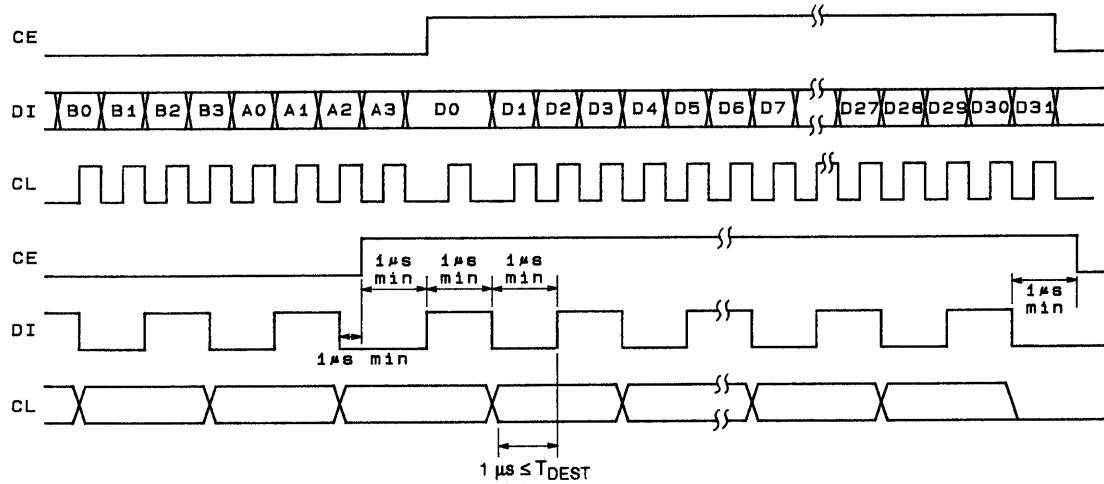 CE
DI B0 B1 B2 B3 A0 A1 A2 A3 D0 D1 D2 D3 D4 D5 D6 D7 D27 D28 D29 D30 D31
CL
CE
1μs min 1μs min 1μs min
1μs min
DI
1μs min
CL
1 μs ≤ TDEST